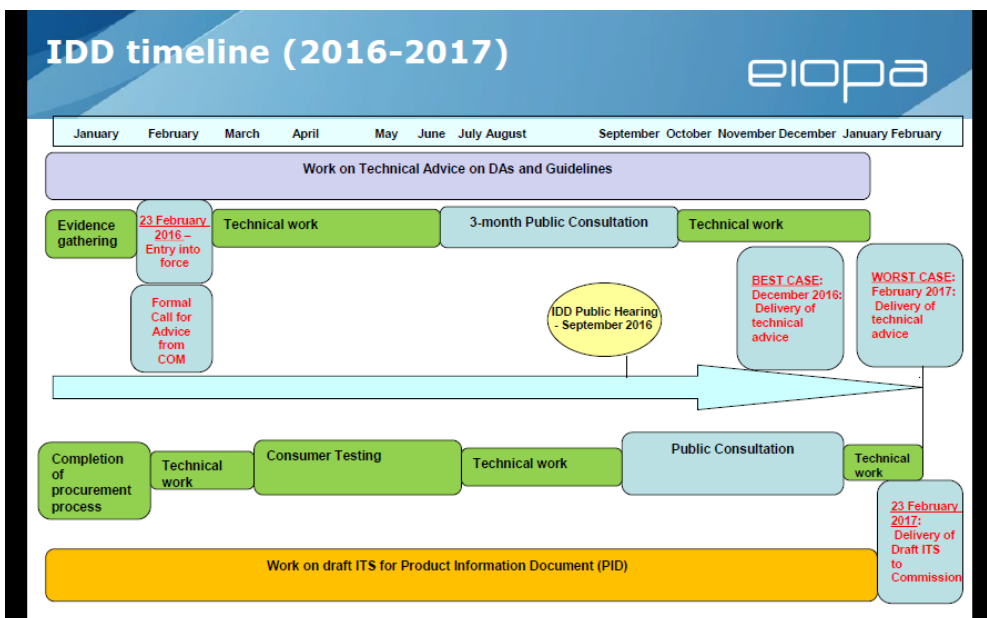 IDD timeline (2016-2017)
eiopa
January February March April May June July August September October November December January February
Work on Technical Advice on DAs and Guidelines
Evidence
gathering
23 February
2016 –
Entry into
force
Technical work
3-month Public Consultation
Technical work
Formal
Call for
Advice
from
COM
IDD Public Hearing
- September 2016
BEST CASE:
December 2016:
Delivery of
technical
advice
WORST CASE:
February 2017:
Delivery of
technical
advice
Completion
of
procurement
process
Technical
work
Consumer Testing
Technical work
Public Consultation
Technical
work
23 February
2017:
Delivery of
Draft ITS
to
Commission
Work on draft ITS for Product Information Document (PID)